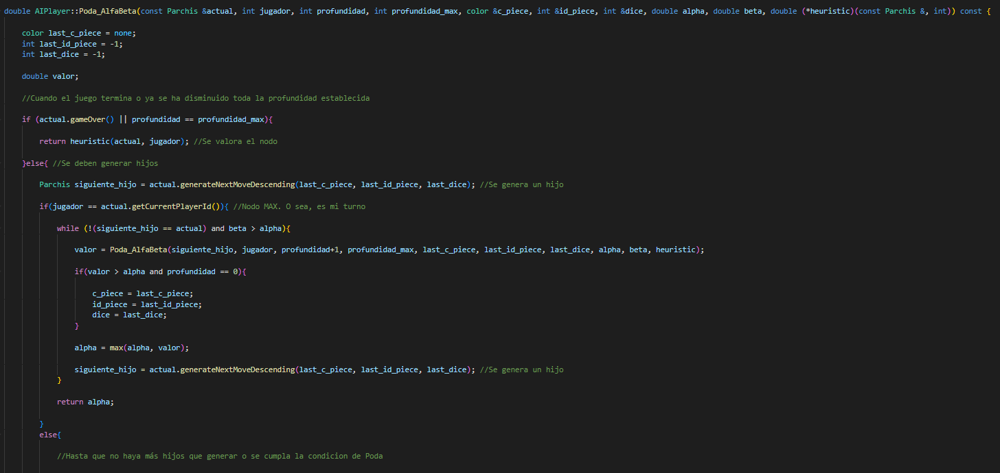 double AIPlayer::Poda_AlfaBeta(const Parchis &actual, int jugador, int profundidad, int profundidad_max, color &c_piece, int &id_piece, int &dice, double alpha, double beta, double (*heuristic)(const Parchis &, int)) const {
color last_c_piece = none;
int last_id_piece = -1;
int last_dice = -1;
double valor;
//Cuando el juego termina o ya se ha disminuido toda la profundidad establecida
if (actual.gameOver() || profundidad == profundidad_max){
return heuristic(actual, jugador); //Se valora el nodo
}else{ //Se deben generar hijos
Parchis siguiente_hijo = actual.generateNextMoveDescending(last_c_piece, last_id_piece, last_dice); //Se genera un hijo
if(jugador == actual.getCurrentPlayerId()){ //Nodo MAX. O sea, es mi turno
while (!(siguiente_hijo == actual) and beta > alpha){
valor = Poda_AlfaBeta(siguiente_hijo, jugador, profundidad+1, profundidad_max, last_c_piece, last_id_piece, last_dice, alpha, beta, heuristic);
if(valor > alpha and profundidad == 0){
c_piece = last_c_piece;
id_piece = last_id_piece;
dice = last_dice;
}
alpha = max(alpha, valor);
siguiente_hijo = actual.generateNextMoveDescending(last_c_piece, last_id_piece, last_dice); //Se genera un hijo
}
return alpha;
}
else{
//Hasta que no haya más hijos que generar o se cumpla la condicion de Poda